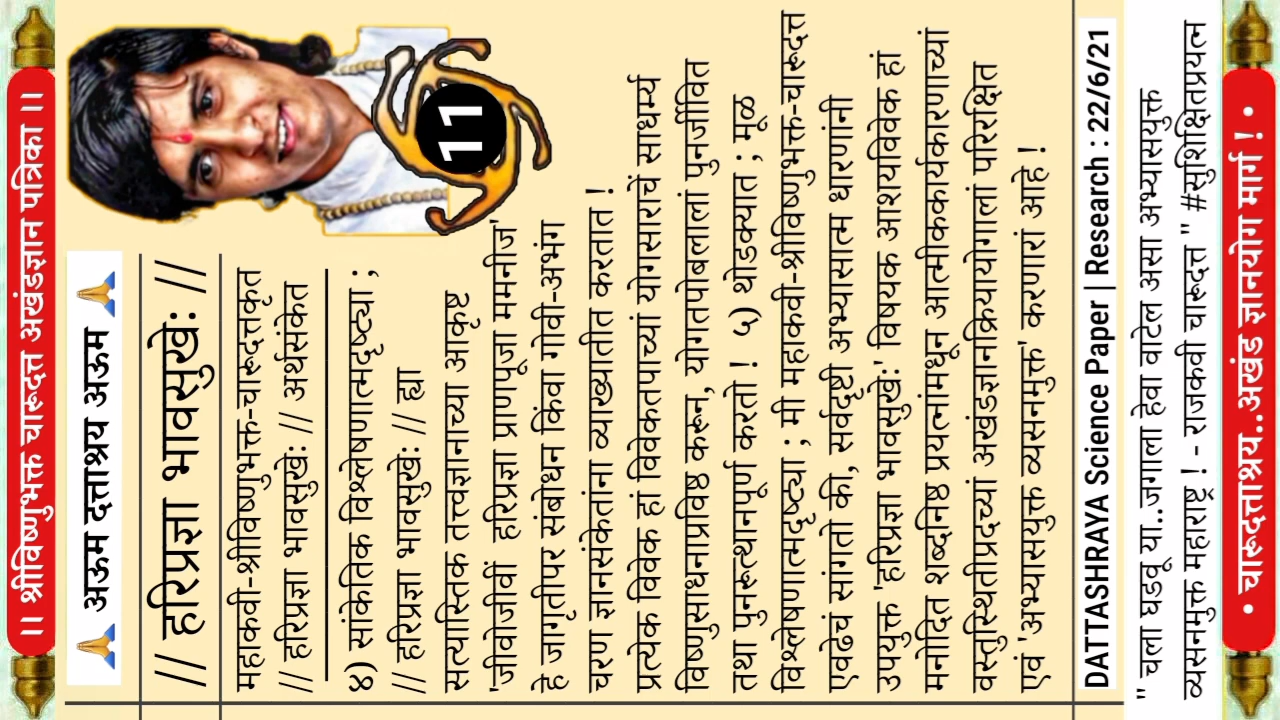 ।। श्रीविष्णुभक्त चारूदत्त अखंडज्ञान पत्रिका ।।
🙏 अऊम दत्ताश्रय अऊम 🙏
// हरिप्रज्ञा भावसुखेः //
महाकवी-श्रीविष्णुभक्त-चारूदत्तकृत
// हरिप्रज्ञा भावसुखेः // अर्थसंकेत
11
४) सांकेतिक विश्लेषणात्मदृष्ट्या ;
// हरिप्रज्ञा भावसुखेः // ह्या
सत्यास्तिक तत्त्वज्ञानाच्या आकृष्ट
'जीवोजीवीं हरिप्रज्ञा प्राणपूजा ममनीज'
हे जागृतीपर संबोधन किंवा गोवी-अभंग
चरण ज्ञानसंकेतांना व्याख्यातीत करतात !
प्रत्येक विवेक हां विवेकतपाच्यां योगसाराचें साधर्म्य
विष्णुसाधनाप्रविष्ठ करून, योगतपोबलालां पुनर्जीवित
तथा पुनरूत्थानपूर्ण करतो ! ५) थोडक्यात ; मूळ
विश्लेषणात्मदृष्ट्या ; मी महाकवी-श्रीविष्णुभक्त-चारूदत्त
एवढेचं सांगतो की, सर्वदृष्टी अभ्यासात्म धारणांनी
उपयुक्त 'हरिप्रज्ञा भावसुखेः' विषयक आशयविवेक हां
मनोदित शब्दनिष्ठ प्रयत्नांमधून आत्मीककार्यकारणाच्यां
वस्तुस्थितीप्रदच्यां अखंडज्ञानक्रियायोगालां परिरक्षित
एवं 'अभ्यासयुक्त व्यसनमुक्त' करणारां आहे !
DATTASHRAYA Science Paper | Research : 22/6/21
" चला घडवू या..जगाला हेवा वाटेल असा अभ्यासयुक्त
व्यसनमुक्त महाराष्ट्र ! - राजकवी चारूदत्त " #सुशिक्षितप्रयत्न
• चारूदत्ताश्रय..अखंड ज्ञानयोग मार्ग ! •